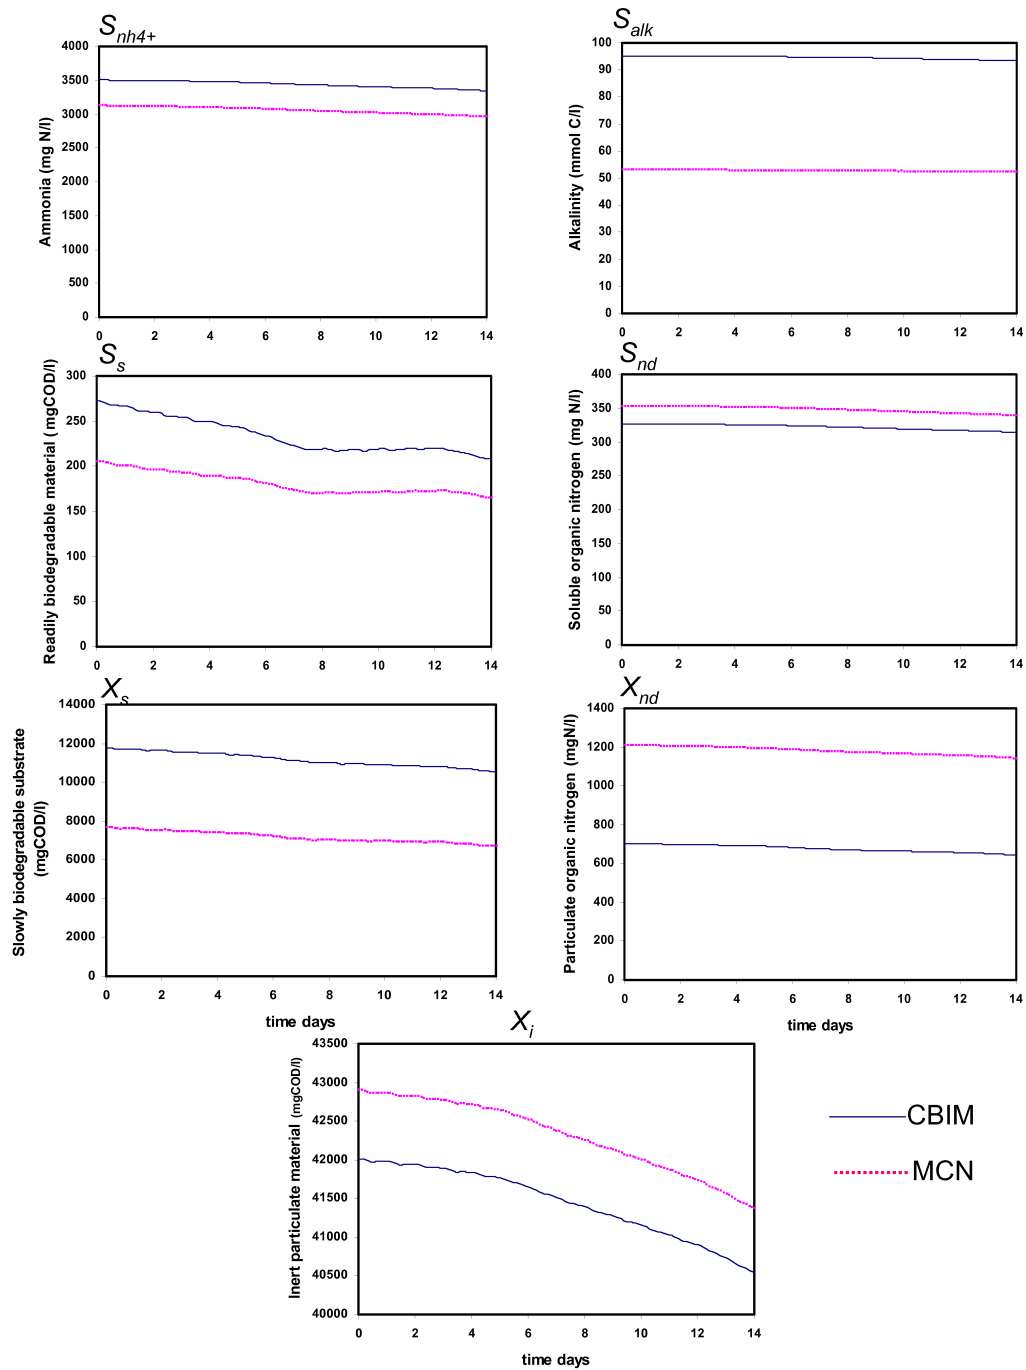 S nh4+
Ammonia (mg N/l)
4000
3500
3000
2500
2000
1500
1000
500
0
0 2 4 6 8 10 12 14
S alk
Alkalinity (mmol C/l)
100
90
80
70
60
50
40
30
20
10
0
0 2 4 6 8 10 12 14
S s
Readily biodegradable material (mgCOD/l)
300
250
200
150
100
50
0
0 2 4 6 8 10 12 14
S nd
Soluble organic nitrogen (mg N/l)
400
350
300
250
200
150
100
50
0
0 2 4 6 8 10 12 14
X s
Slowly biodegradable substrate
(mgCOD/l)
14000
12000
10000
8000
6000
4000
2000
0
0 2 4 6 8 10 12 14
time days
X nd
Particulate organic nitrogen (mgN/l)
1400
1200
1000
800
600
400
200
0
0 2 4 6 8 10 12 14
time days
X i
Inert particulate material (mgCOD/l)
43500
43000
42500
42000
41500
41000
40500
40000
0 2 4 6 8 10 12 14
time days
CBIM
MCN